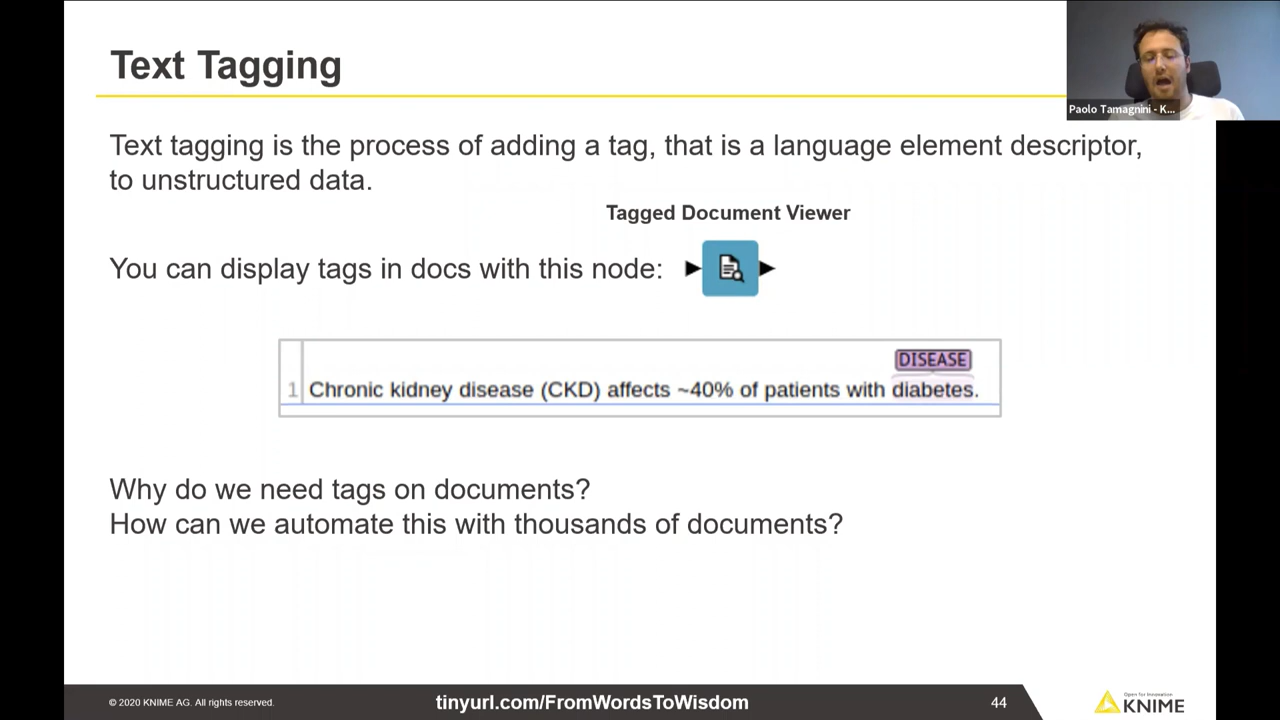 Text Tagging
Paolo Tamagnini - K...
Text tagging is the process of adding a tag, that is a language element descriptor,
to unstructured data.
Tagged Document Viewer
You can display tags in docs with this node:
DISEASE
1 Chronic kidney disease (CKD) affects ~40% of patients with diabetes.
Why do we need tags on documents?
How can we automate this with thousands of documents?
© 2020 KNIME AG. All rights reserved.
tinyurl.com/FromWordsToWisdom
44
Open for Innovation
KNIME